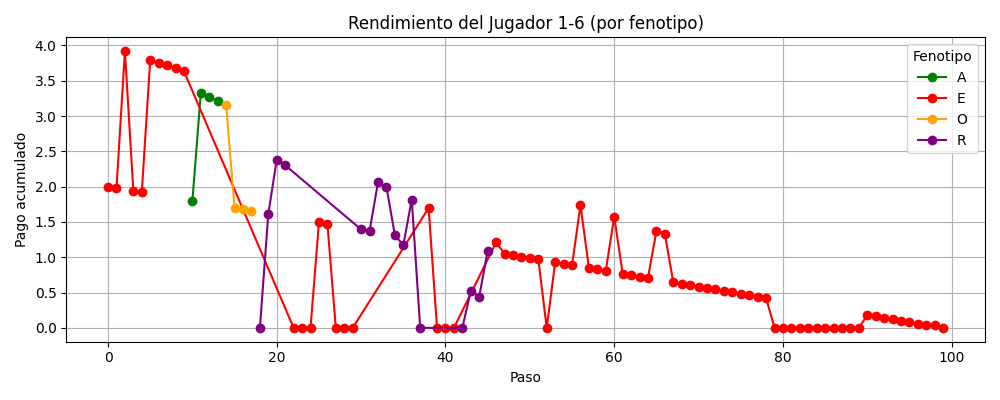 Rendimiento del Jugador 1-6 (por fenotipo)
Pago acumulado
4.0
3.5
3.0
2.5
2.0
1.5
1.0
0.5
0.0
Fenotipo
A
E
O
R
0
20
40
60
80
100
Paso